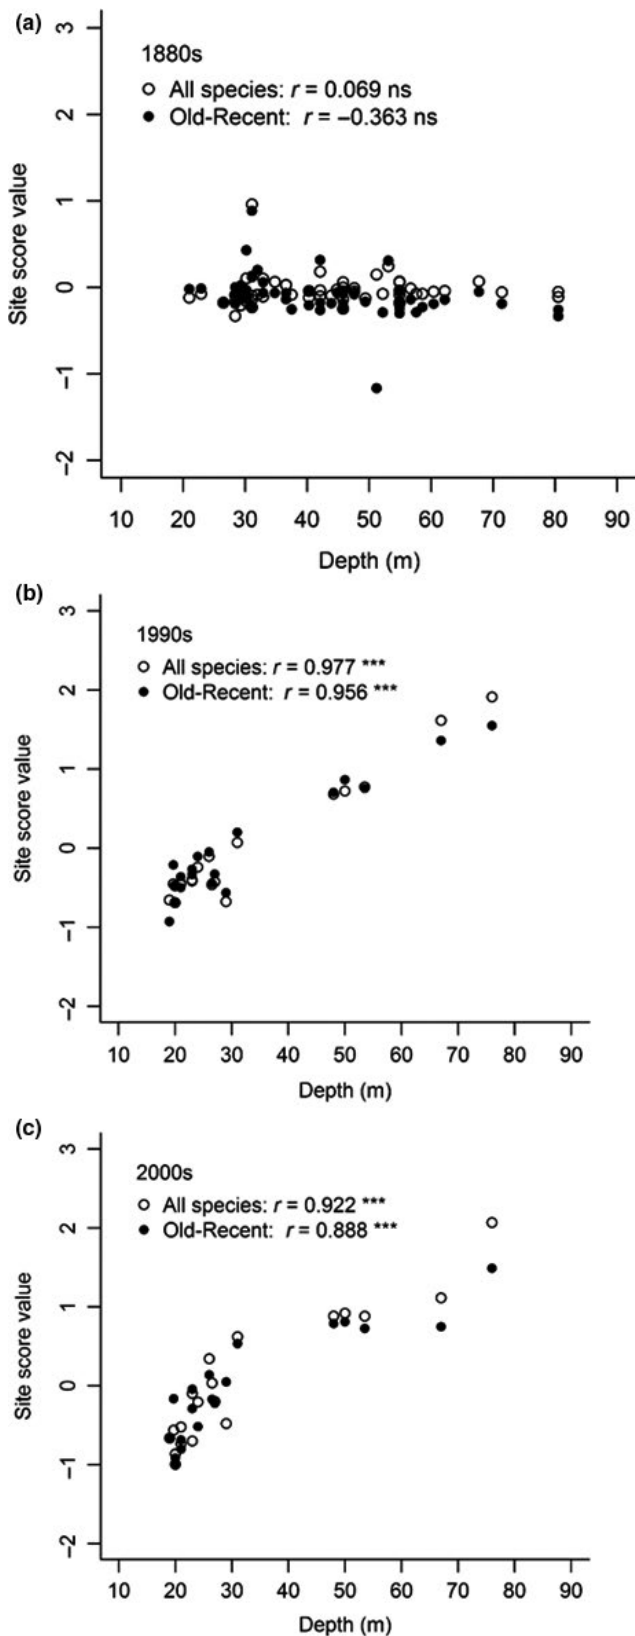 (a)
3
2
1
0
−1
−2
Site score value
1880s
All species: r = 0.069 ns
Old-Recent: r = −0.363 ns
10 20 30 40 50 60 70 80 90
Depth (m)
(b)
3
2
1
0
−1
−2
Site score value
1990s
All species: r = 0.977 ***
Old-Recent: r = 0.956 ***
10 20 30 40 50 60 70 80 90
Depth (m)
(c)
3
2
1
0
−1
−2
Site score value
2000s
All species: r = 0.922 ***
Old-Recent: r = 0.888 ***
10 20 30 40 50 60 70 80 90
Depth (m)